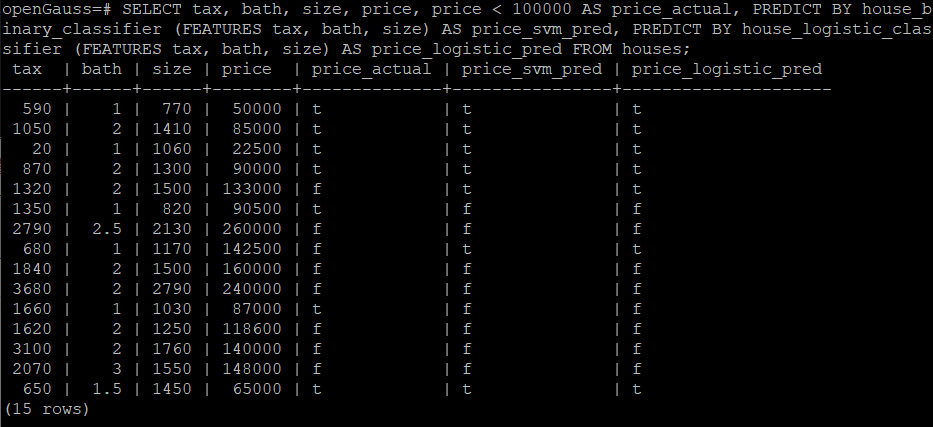 openGauss=# SELECT tax, bath, size, price, price < 100000 AS price_actual, PREDICT BY house_b
inary_classifier (FEATURES tax, bath, size) AS price_svm_pred, PREDICT BY house_logistic_clas
sifier (FEATURES tax, bath, size) AS price_logistic_pred FROM houses;
 tax  | bath | size | price  | price_actual | price_svm_pred | price_logistic_pred
------+------+------+--------+--------------+----------------+---------------------
  590 |    1 |  770 |  50000 | t            | t              | t
 1050 |    2 | 1410 |  85000 | t            | t              | t
   20 |    1 | 1060 |  22500 | t            | t              | t
  870 |    2 | 1300 |  90000 | t            | t              | t
 1320 |    2 | 1500 | 133000 | f            | t              | t
 1350 |    1 |  820 |  90500 | t            | f              | f
 2790 |  2.5 | 2130 | 260000 | f            | f              | f
  680 |    1 | 1170 | 142500 | f            | t              | t
 1840 |    2 | 1500 | 160000 | f            | f              | f
 3680 |    2 | 2790 | 240000 | f            | f              | f
 1660 |    1 | 1030 |  87000 | t            | f              | f
 1620 |    2 | 1250 | 118600 | f            | f              | f
 3100 |    2 | 1760 | 140000 | f            | f              | f
 2070 |    3 | 1550 | 148000 | f            | f              | f
  650 |  1.5 | 1450 |  65000 | t            | t              | t
(15 rows)